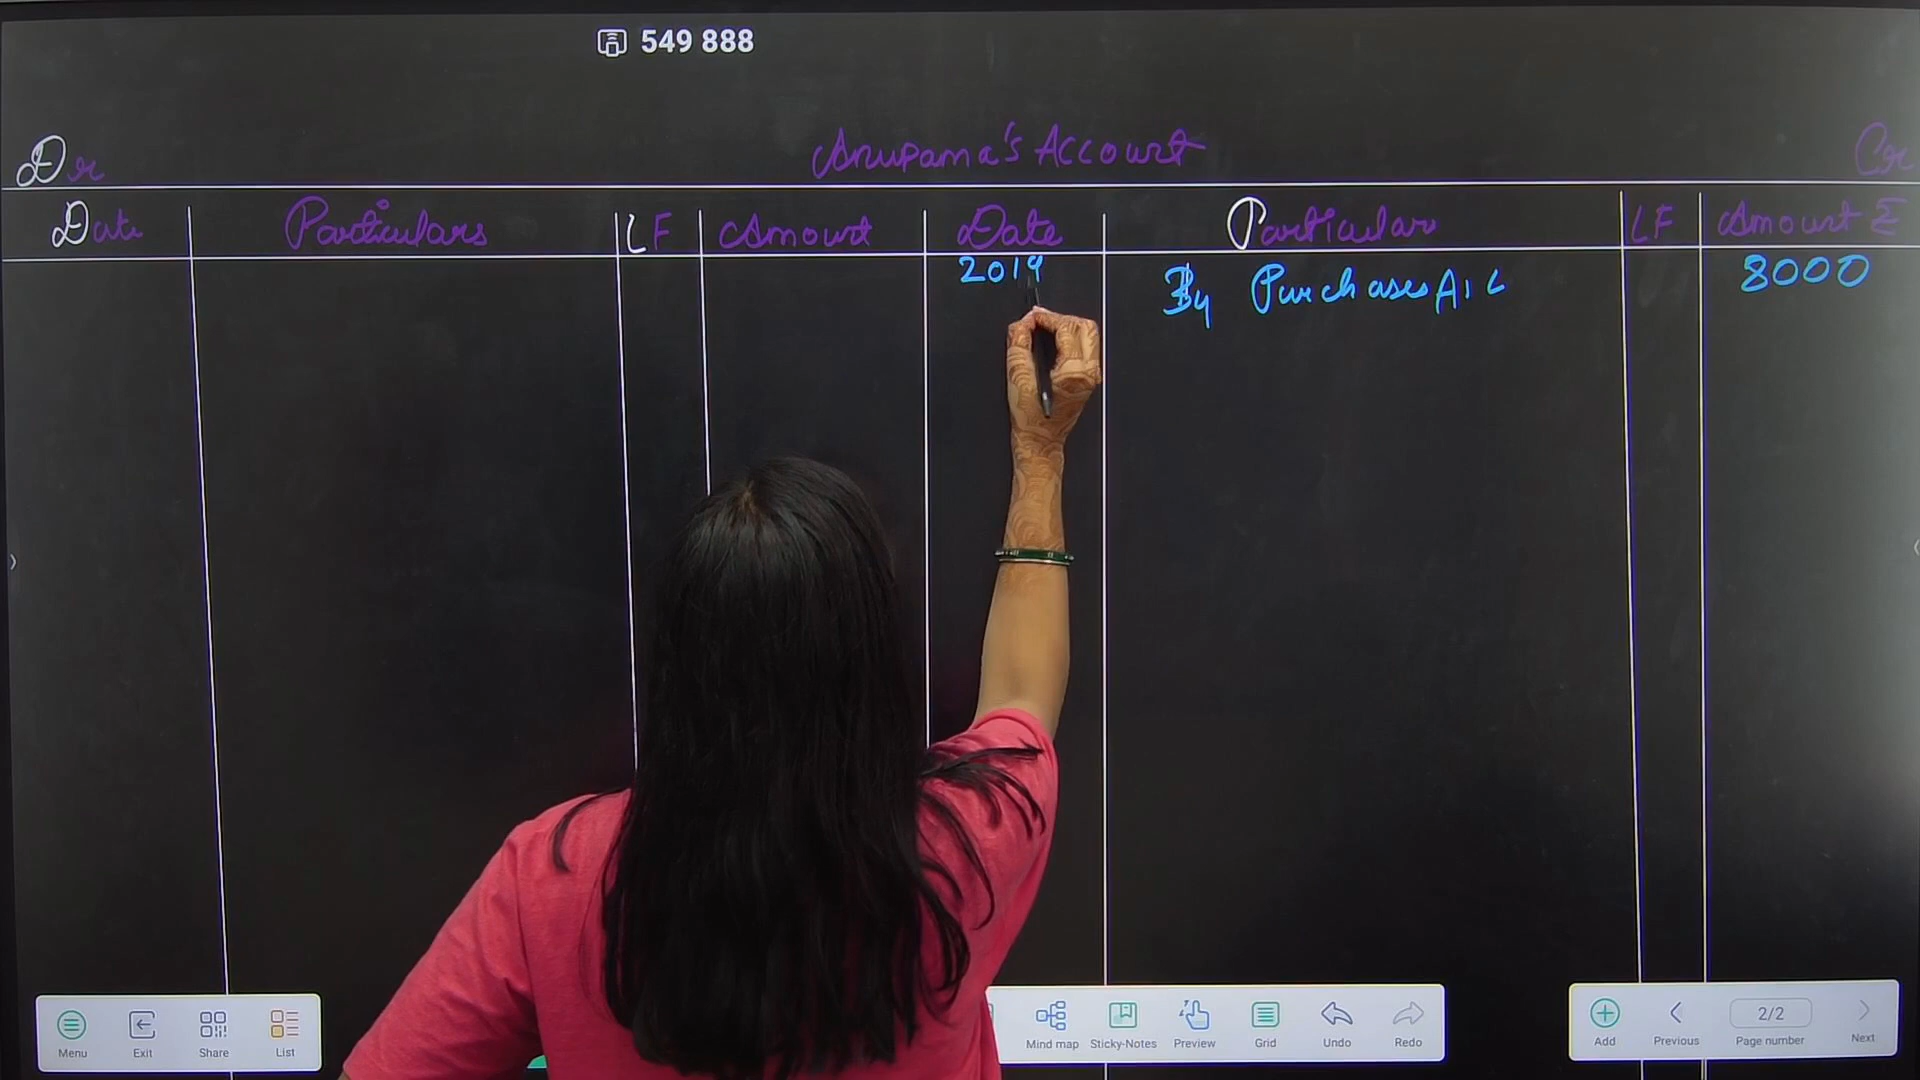 549 888
Anupama's Account
Dr
Cr
Date Particulars LF Amount Date Particular LF Amount Σ
2019 By Purchases A/c 8000
Menu Exit Share List
Mind map Sticky-Notes Preview Grid Undo Redo
Add Previous 2/2 Page number Next